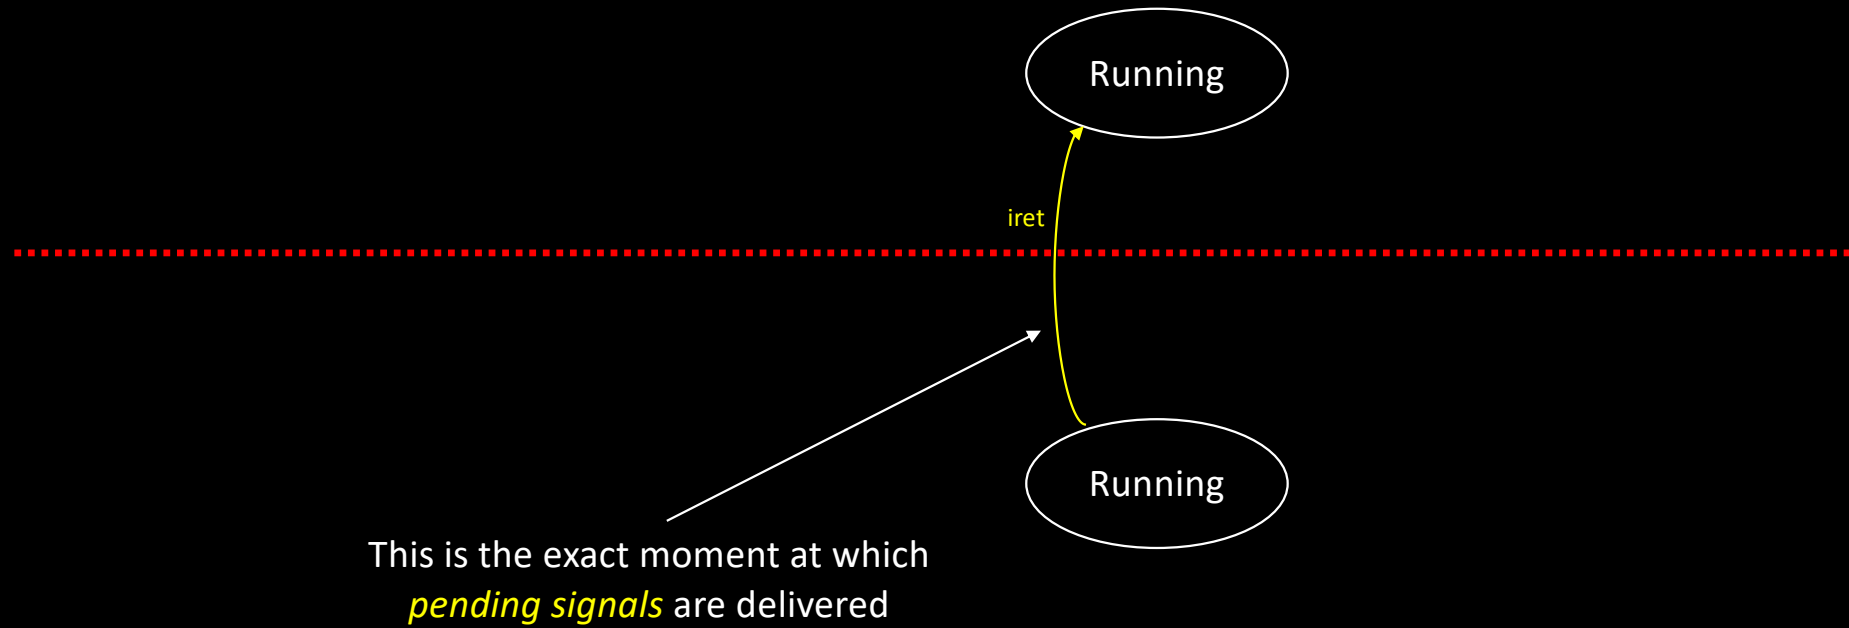 Running
iret
Running
This is the exact moment at which
pending signals are delivered